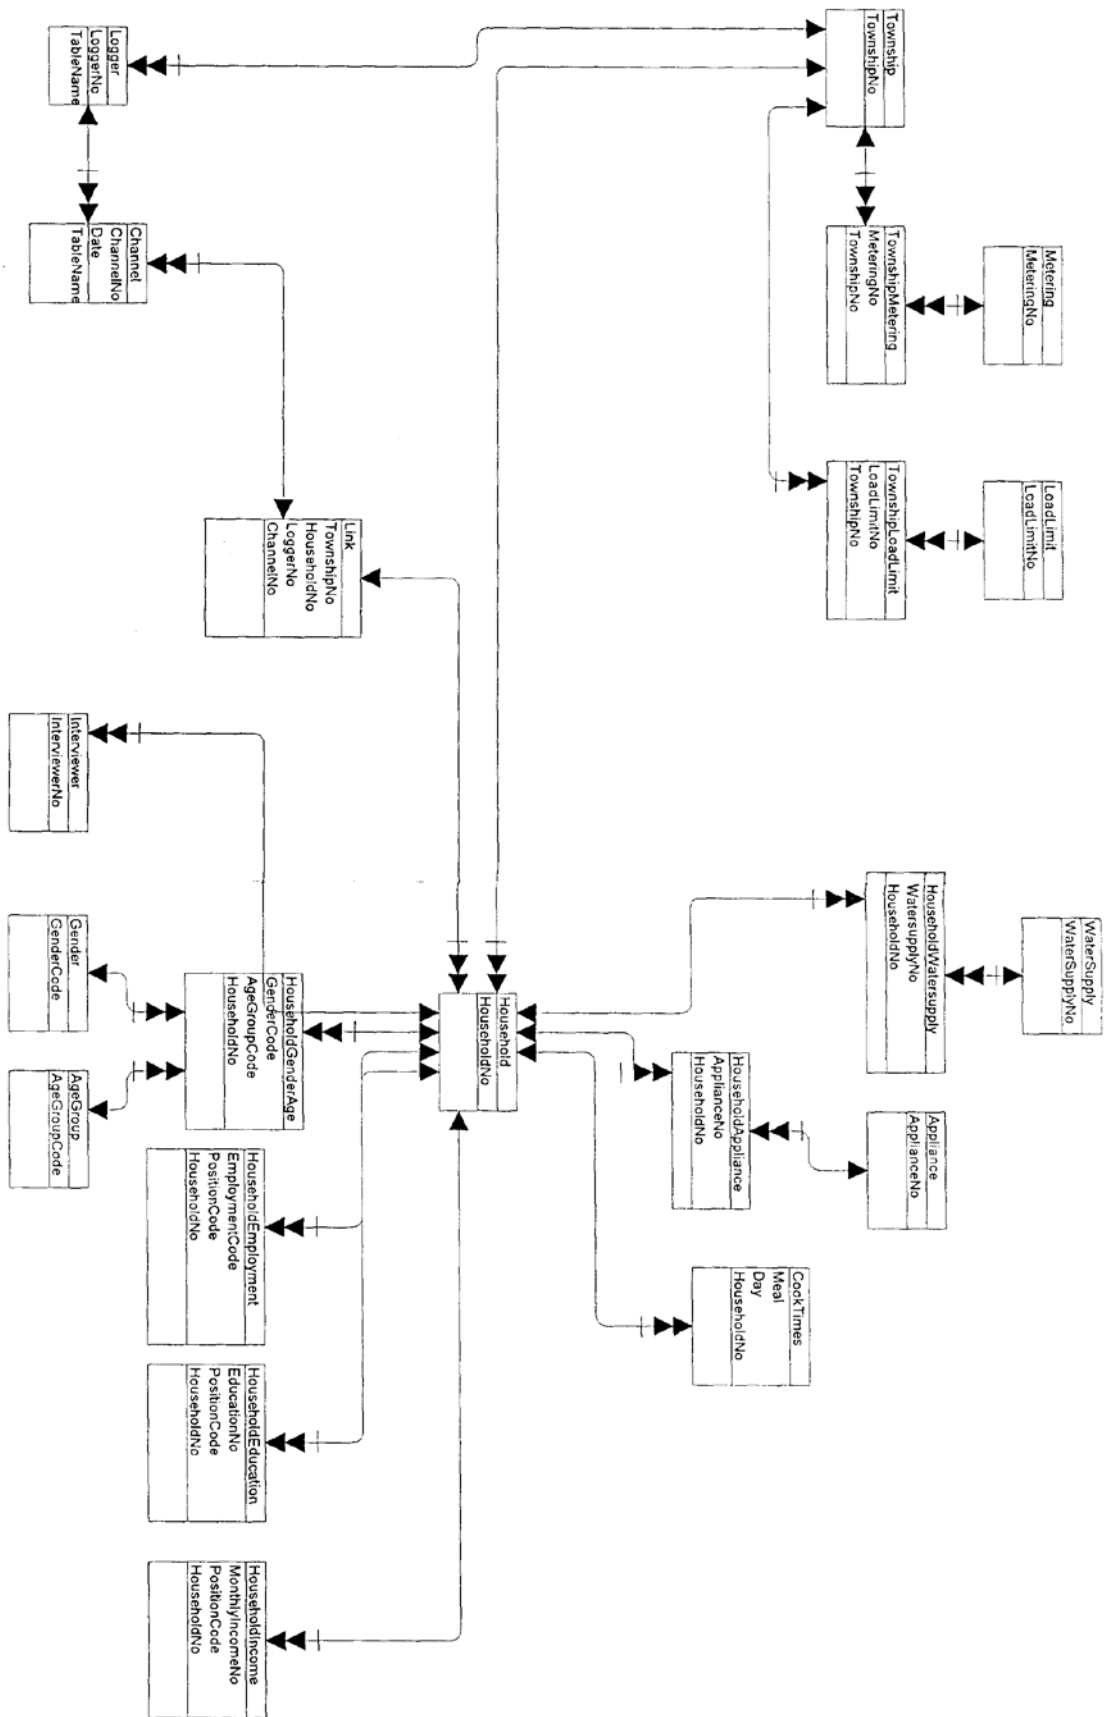 Metering
MeteringNo
LoadLimit
LoadLimitNo
WaterSupply
WaterSupplyNo
Township
TownshipNo
TownshipMetering
MeteringNo
TownshipNo
TownshipLoadLimit
LoadLimitNo
TownshipNo
HouseholdWatersupply
WatersupplyNo
HouseholdNo
Appliance
ApplianceNo
HouseholdAppliance
ApplianceNo
HouseholdNo
CookTimes
Meal
Day
HouseholdNo
Household
HouseholdNo
Link
TownshipNo
HouseholdNo
LoggerNo
ChannelNo
HouseholdGenderAge
GenderCode
AgeGroupCode
HouseholdNo
HouseholdEmployment
EmploymentCode
PositionCode
HouseholdNo
HouseholdEducation
EducationNo
PositionCode
HouseholdNo
HouseholdIncome
MonthlyIncomeNo
PositionCode
HouseholdNo
Logger
LoggerNo
TableName
Channel
ChannelNo
Date
TableName
Interviewer
InterviewerNo
Gender
GenderCode
AgeGroup
AgeGroupCode